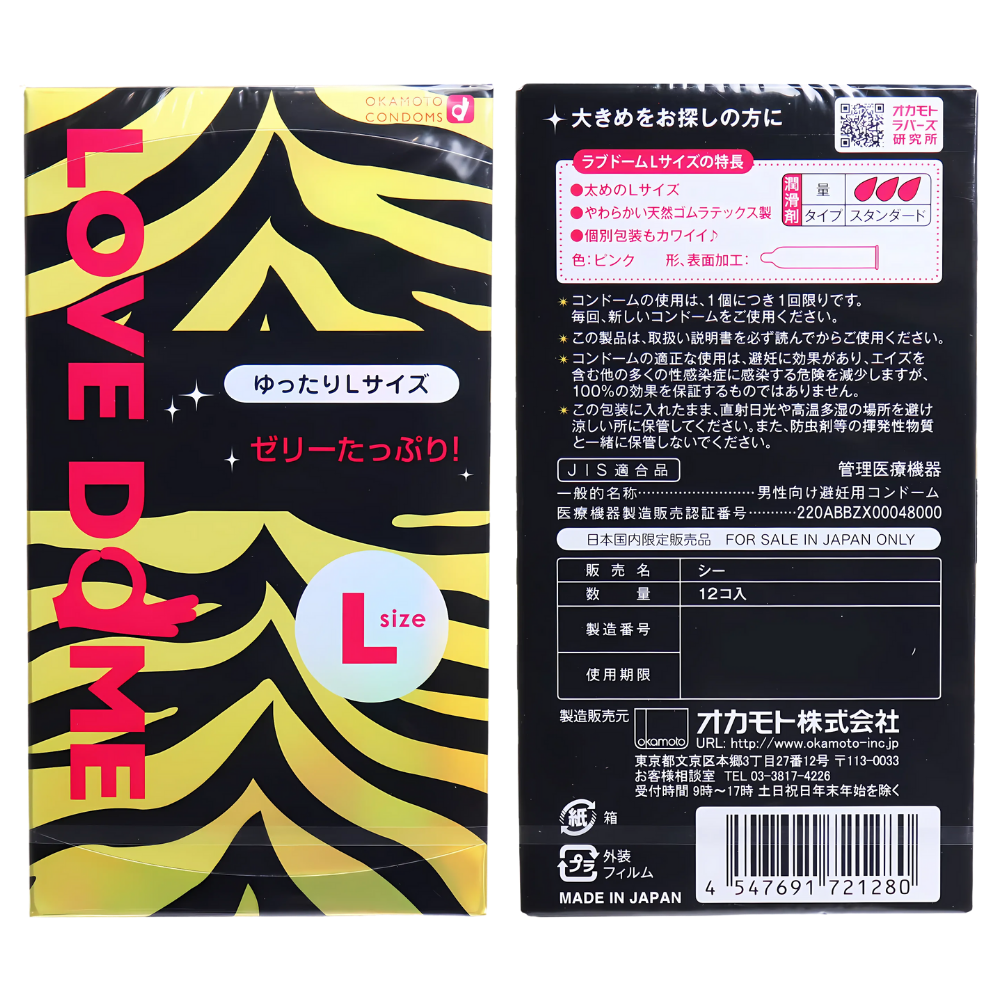 OKAMOTO
CONDOMS
LOVE DOME
ゆったりLサイズ
ゼリーたっぷり!
L size
大きめをお探しの方に
オカモト
ラバーズ
研究所
ラブドームLサイズの特長
●太めのLサイズ
●やわらかい天然ゴムラテックス製
●個別包装もカワイイ♪
色:ピンク 形、表面加工:
潤滑剤
量
タイプ スタンダード
コンドームの使用は、1個につき1回限りです。
毎回、新しいコンドームをご使用ください。
この製品は、取扱い説明書を必ず読んでからご使用ください。
コンドームの適正な使用は、避妊に効果があり、エイズを
含む他の多くの性感染症に感染する危険を減少しますが、
100%の効果を保証するものではありません。
この包装に入れたまま、直射日光や高温多湿の場所を避け
涼しい所に保管してください。また、防虫剤等の揮発性物質
と一緒に保管しないでください。
JIS適合品 管理医療機器
一般的名称……………………男性向け避妊用コンドーム
医療機器製造販売認証番号………220ABBZX00048000
日本国内限定販売品 FOR SALE IN JAPAN ONLY
販売名 シー
数量 12コ入
製造番号
使用期限
製造販売元 okamoto オカモト株式会社
URL: http://www.okamoto-inc.jp
東京都文京区本郷3丁目27番12号 〒113-0033
お客様相談室 TEL 03-3817-4226
受付時間 9時〜17時 土日祝日年末年始を除く
紙 箱
プラ 外装
フィルム
MADE IN JAPAN
4 547691 721280